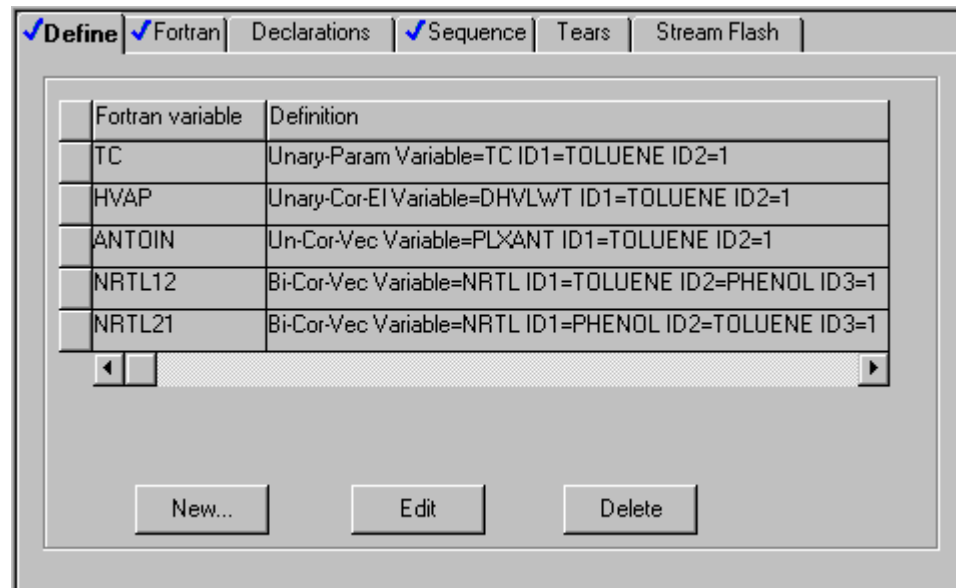 Define Fortran Declarations Sequence Tears Stream Flash
Fortran variable Definition
TC Unary-Param Variable=TC ID1=TOLUENE ID2=1
HVAP Unary-Cor-El Variable=DHVLWT ID1=TOLUENE ID2=1
ANTOIN Un-Cor-Vec Variable=PLXANT ID1=TOLUENE ID2=1
NRTL12 Bi-Cor-Vec Variable=NRTL ID1=TOLUENE ID2=PHENOL ID3=1
NRTL21 Bi-Cor-Vec Variable=NRTL ID1=PHENOL ID2=TOLUENE ID3=1
New... Edit Delete